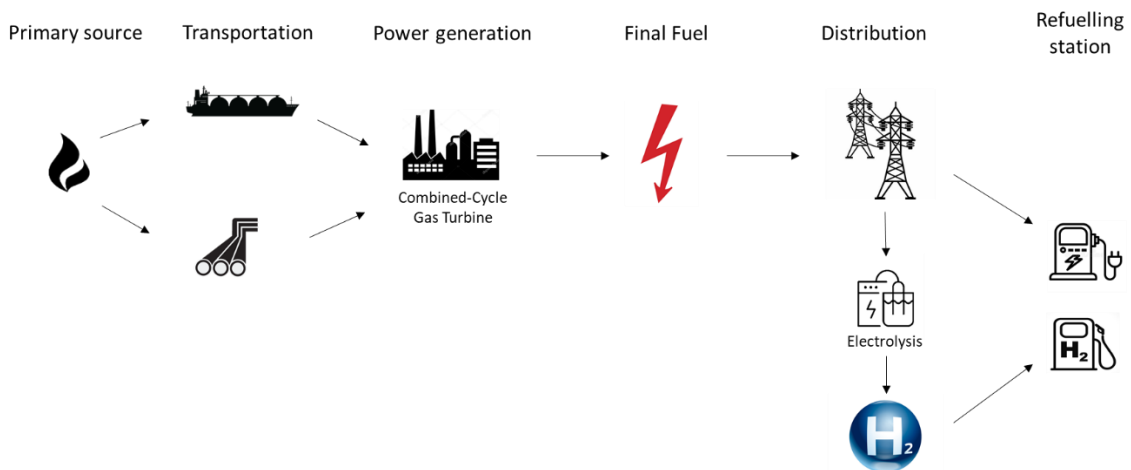 Primary source
Transportation
Power generation
Final Fuel
Distribution
Refuelling
station
Combined-Cycle
Gas Turbine
Electrolysis
H2
H2